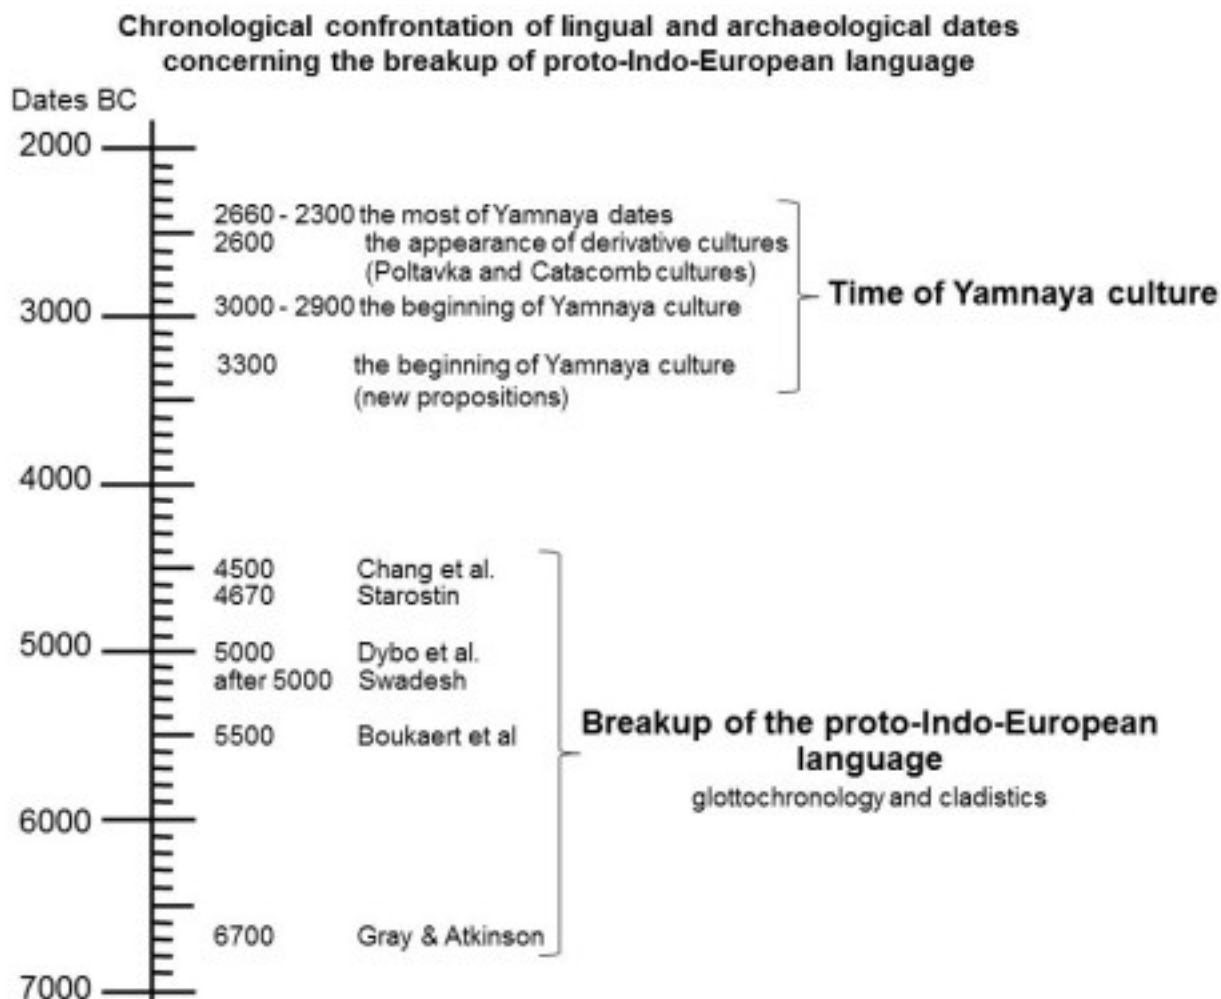 Chronological confrontation of lingual and archaeological dates
concerning the breakup of proto-Indo-European language
Dates BC
2000
2660 - 2300 the most of Yamnaya dates
2600 the appearance of derivative cultures
(Poltavka and Catacomb cultures)
Time of Yamnaya culture
3000
3000 - 2900 the beginning of Yamnaya culture
3300 the beginning of Yamnaya culture
(new propositions)
4000
4500 Chang et al.
4670 Starostin
5000
5000 Dybo et al.
after 5000 Swadesh
5500 Boukaert et al
Breakup of the proto-Indo-European
language
glottochronology and cladistics
6000
6700 Gray & Atkinson
7000